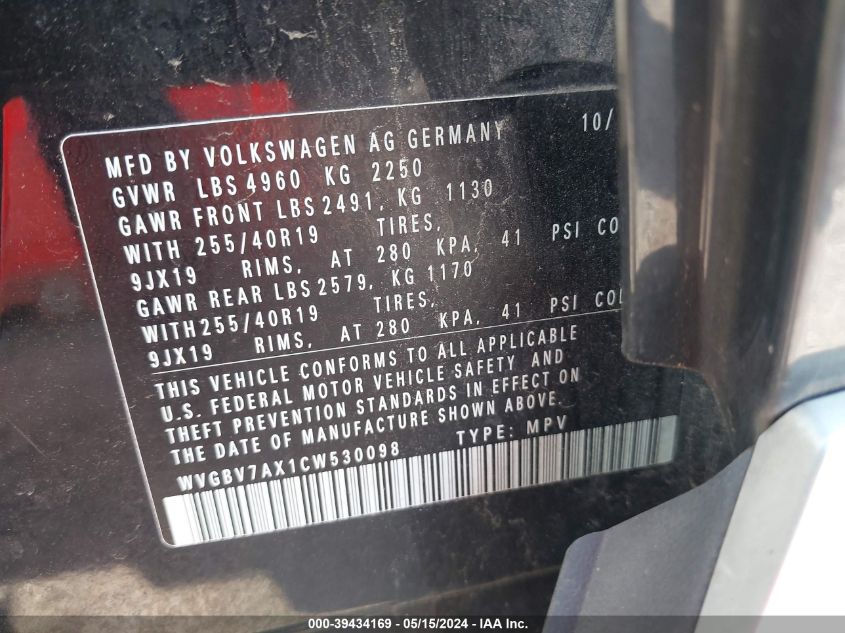 MFD BY VOLKSWAGEN AG GERMANY 10/
GVWR LBS 4960 KG 2250
GAWR FRONT LBS 2491, KG 1130
WITH 255/40R19 TIRES,
9JX19 RIMS, AT 280 KPA, 41 PSI CO
GAWR REAR LBS 2579, KG 1170
WITH 255/40R19 TIRES,
9JX19 RIMS, AT 280 KPA, 41 PSI COL
THIS VEHICLE CONFORMS TO ALL APPLICABLE
U.S. FEDERAL MOTOR VEHICLE SAFETY AND
THEFT PREVENTION STANDARDS IN EFFECT ON
THE DATE OF MANUFACTURE SHOWN ABOVE.
WVGBV7AX1CW530098 TYPE: MPV
000-39434169 - 05/15/2024 - IAA Inc.